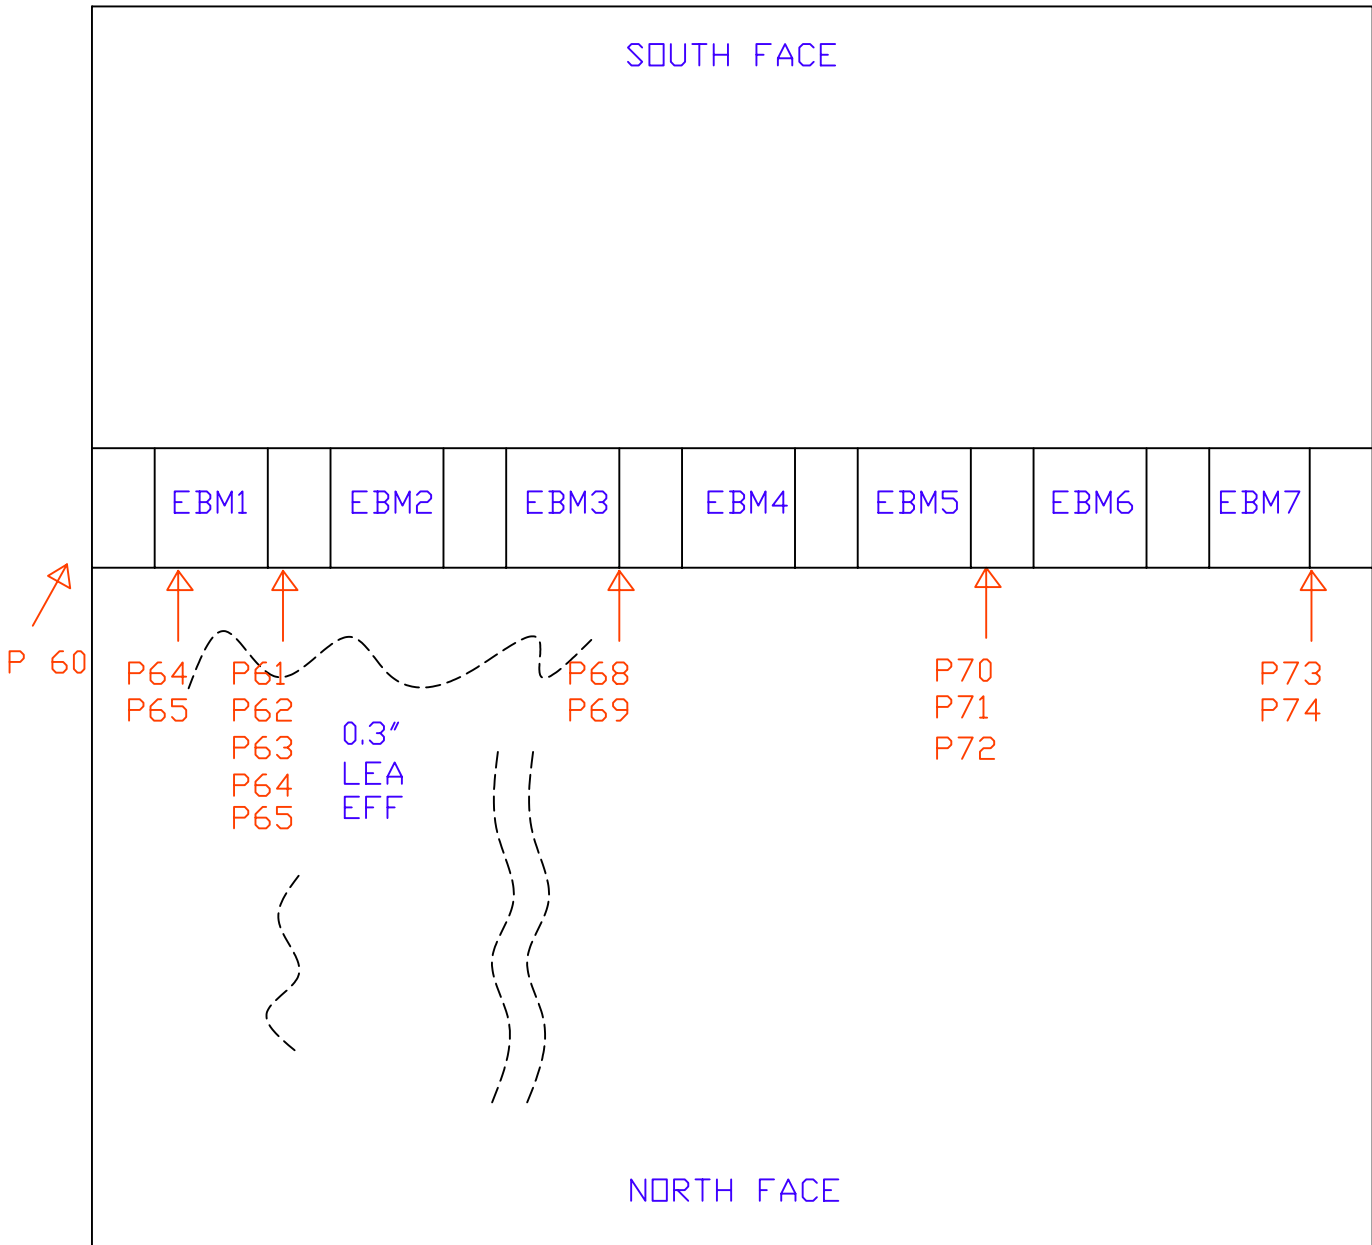 SOUTH FACE
EBM1 EBM2 EBM3 EBM4 EBM5 EBM6 EBM7
P 60
P64
P65
P61
P62
P63
P64
P65
0.3"
LEA
EFF
P68
P69
P70
P71
P72
P73
P74
NORTH FACE